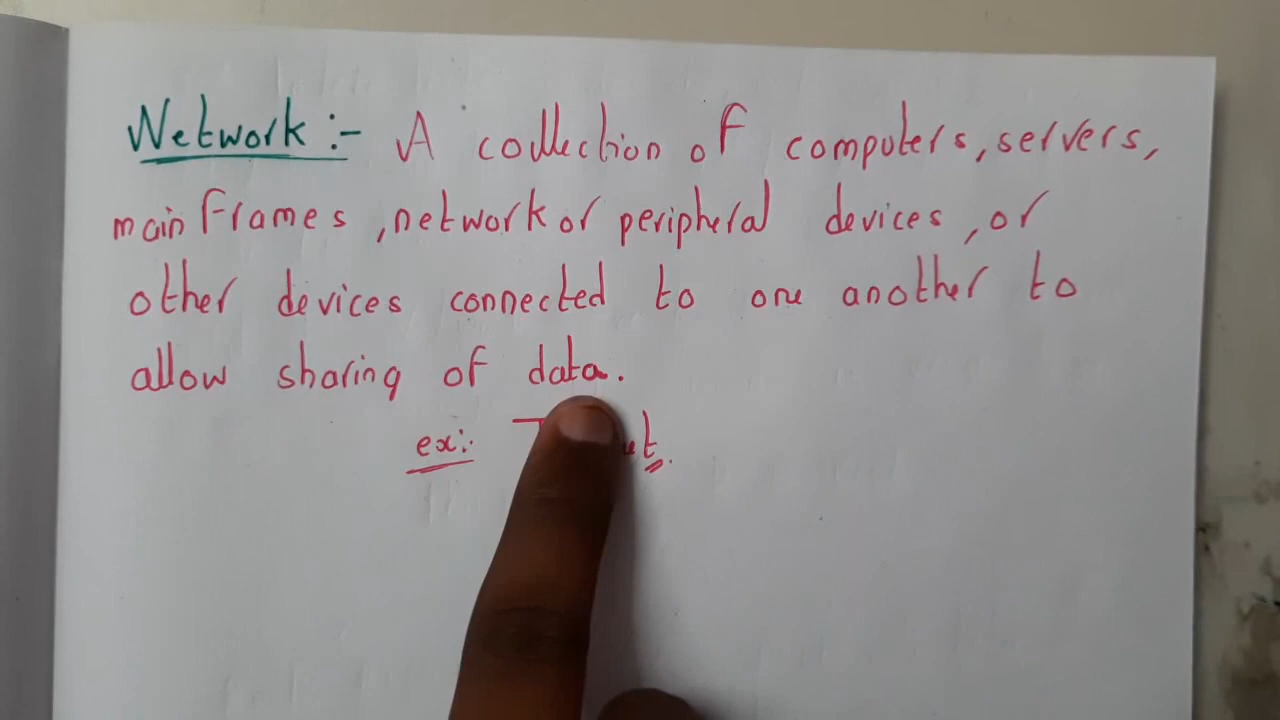 Network :- A collection of computers, servers,
mainframes, network or peripheral devices, or
other devices connected to one another to
allow sharing of data.
ex:-